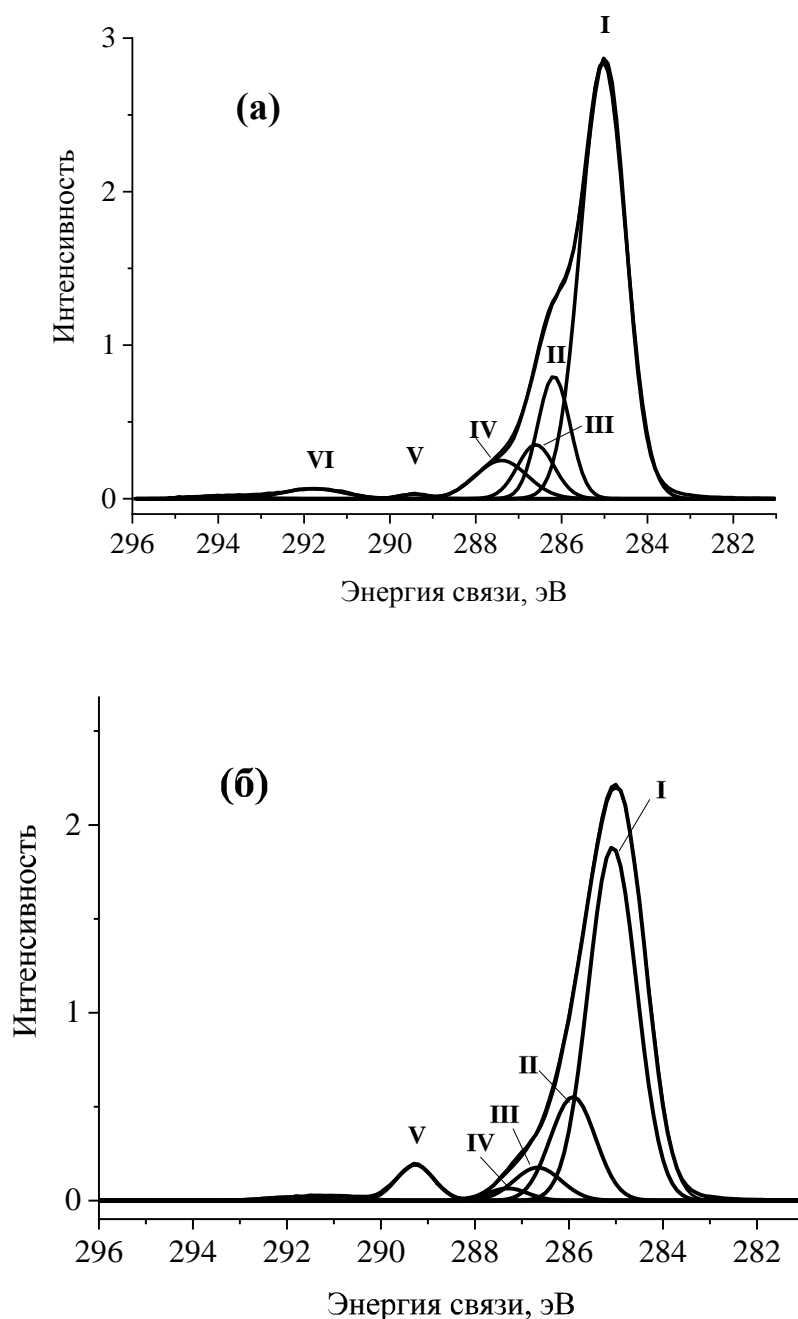 I
3
(а)
2
Интенсивность
1
II
IV
III
V
VI
0
296 294 292 290 288 286 284 282
Энергия связи, эВ
(б)
I
2
Интенсивность
1
II
III
V
IV
0
296 294 292 290 288 286 284 282
Энергия связи, эВ